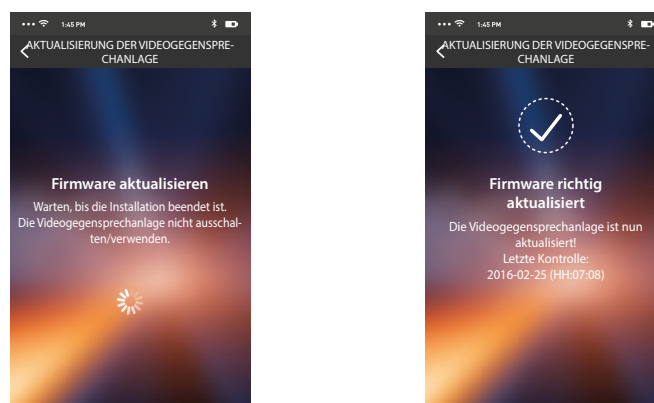 1:45 PM
AKTUALISIERUNG DER VIDEOGEGENSPRE-
CHANLAGE
Firmware aktualisieren
Warten, bis die Installation beendet ist.
Die Videogegensprechanlage nicht ausschal-
ten/verwenden.
1:45 PM
AKTUALISIERUNG DER VIDEOGEGENSPRE-
CHANLAGE
Firmware richtig
aktualisiert
Die Videogegensprechanlage ist nun
aktualisiert!
Letzte Kontrolle:
2016-02-25 (HH:07:08)